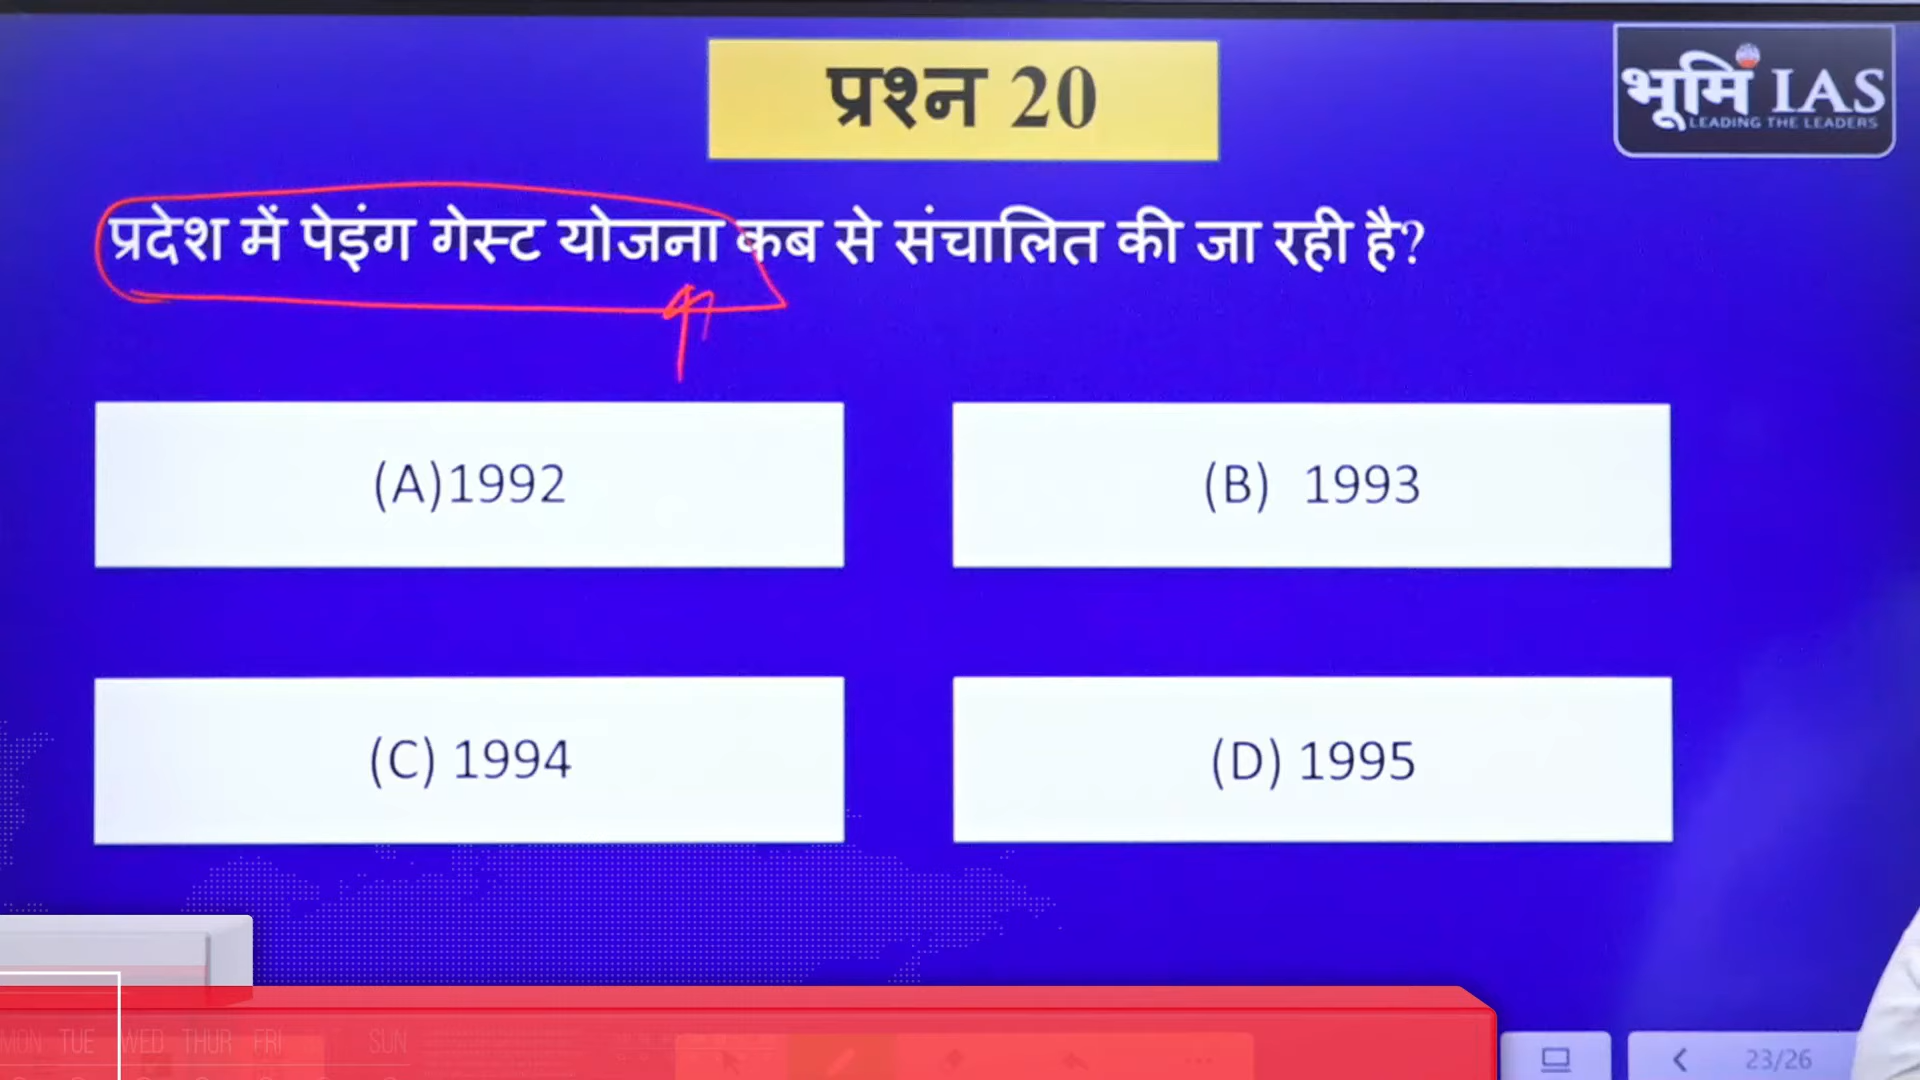 प्रश्न 20
भूमि IAS
LEADING THE LEADERS
प्रदेश में पेइंग गेस्ट योजना कब से संचालित की जा रही है?
(A)1992
(B) 1993
(C) 1994
(D) 1995
MON TUE WED THUR FRI SUN
23/26